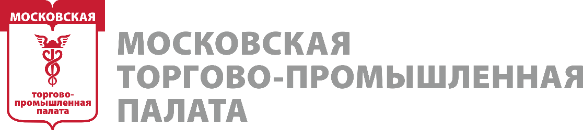 МОСКОВСКАЯ
торгово-
промышленная
палата
МОСКОВСКАЯ
ТОРГОВО-ПРОМЫШЛЕННАЯ
ПАЛАТА